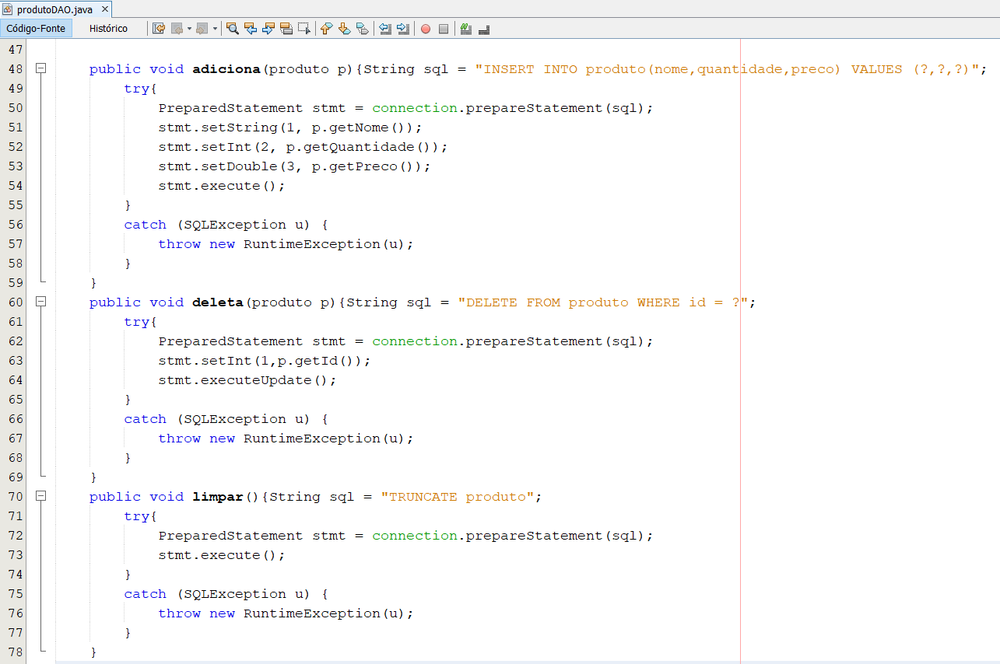 produtoDAO.java
Código-Fonte Histórico
47
48 public void adiciona(produto p){String sql = "INSERT INTO produto(nome,quantidade,preco) VALUES (?,?,?)";
49 try{
50 PreparedStatement stmt = connection.prepareStatement(sql);
51 stmt.setString(1, p.getNome());
52 stmt.setInt(2, p.getQuantidade());
53 stmt.setDouble(3, p.getPreco());
54 stmt.execute();
55 }
56 catch (SQLException u) {
57 throw new RuntimeException(u);
58 }
59 }
60 public void deleta(produto p){String sql = "DELETE FROM produto WHERE id = ?";
61 try{
62 PreparedStatement stmt = connection.prepareStatement(sql);
63 stmt.setInt(1,p.getId());
64 stmt.executeUpdate();
65 }
66 catch (SQLException u) {
67 throw new RuntimeException(u);
68 }
69 }
70 public void limpar(){String sql = "TRUNCATE produto";
71 try{
72 PreparedStatement stmt = connection.prepareStatement(sql);
73 stmt.execute();
74 }
75 catch (SQLException u) {
76 throw new RuntimeException(u);
77 }
78 }